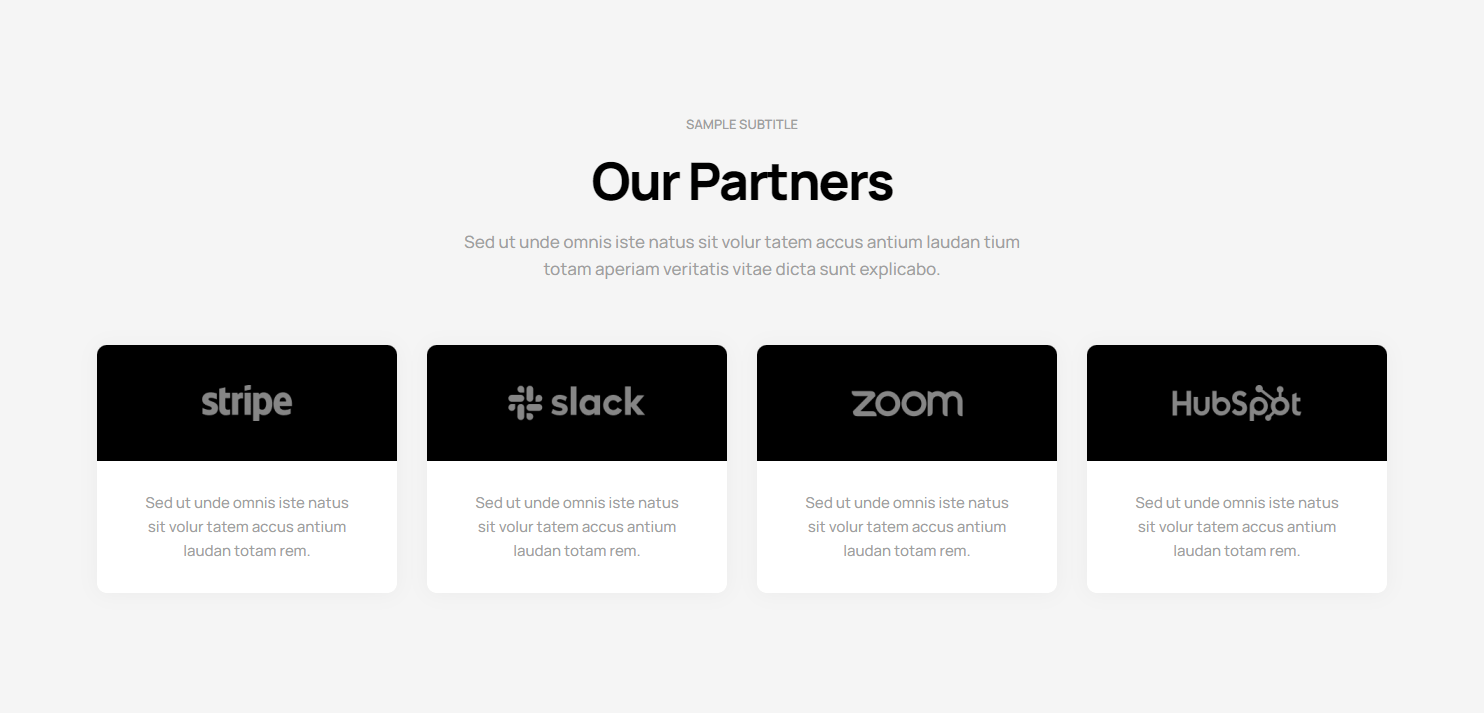 SAMPLE SUBTITLE
Our Partners
Sed ut unde omnis iste natus sit volur tatem accus antium laudan tium
totam aperiam veritatis vitae dicta sunt explicabo.
stripe
Sed ut unde omnis iste natus
sit volur tatem accus antium
laudan totam rem.
slack
Sed ut unde omnis iste natus
sit volur tatem accus antium
laudan totam rem.
zoom
Sed ut unde omnis iste natus
sit volur tatem accus antium
laudan totam rem.
HubSpot
Sed ut unde omnis iste natus
sit volur tatem accus antium
laudan totam rem.